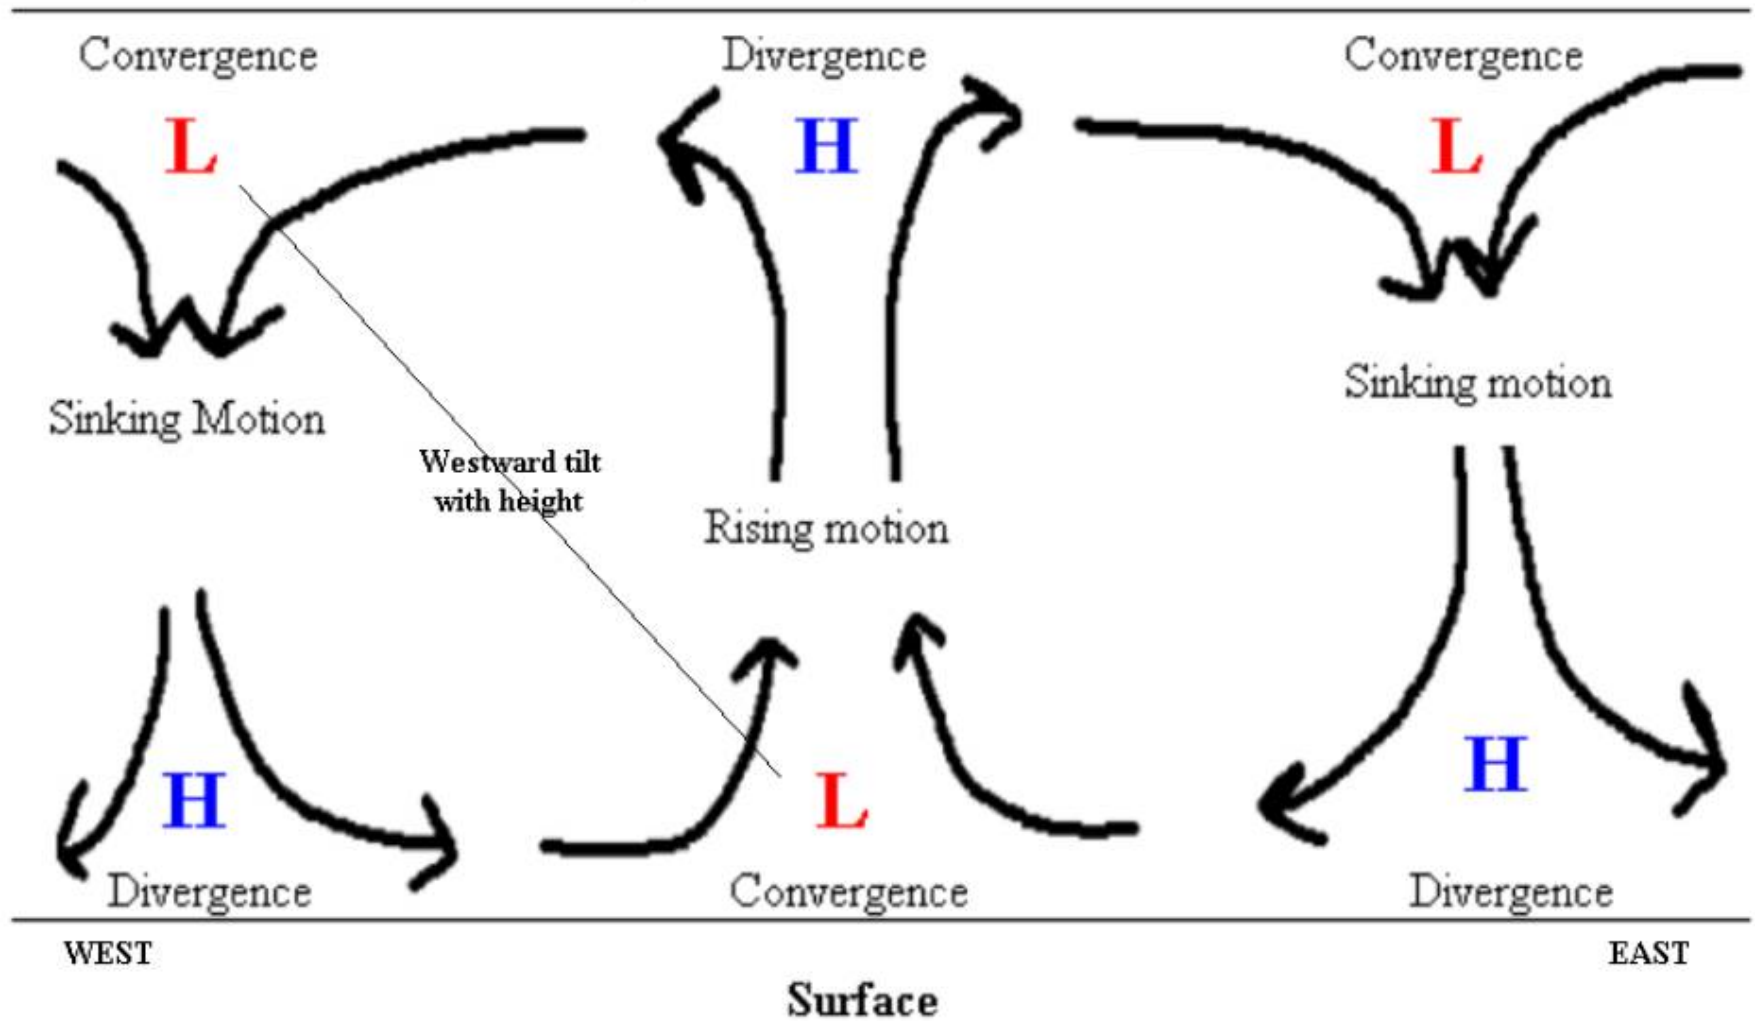 Convergence
Divergence
Convergence
L
H
L
Sinking motion
Sinking Motion
Westward tilt
with height
Rising motion
H
L
H
Divergence
Convergence
Divergence
WEST
EAST
Surface